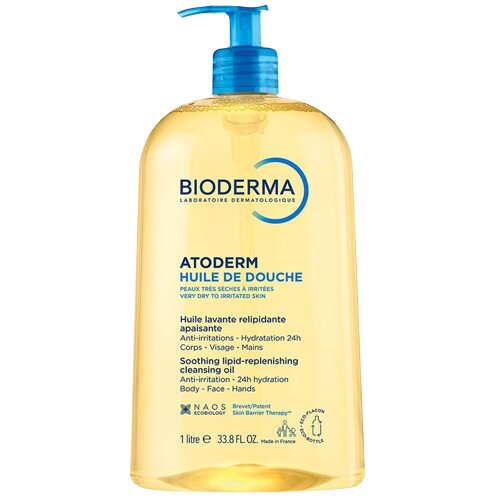 BIODERMA
LABORATOIRE DERMATOLOGIQUE
ATODERM
HUILE DE DOUCHE
PEAUX TRÈS SÈCHES À IRRITÉES
VERY DRY TO IRRITATED SKIN
Huile lavante relipidante
apaisante
Anti-irritations - Hydratation 24h
Corps - Visage - Mains
Soothing lipid-replenishing
cleansing oil
Anti-irritation - 24h hydration
Body - Face - Hands
NAOS
ECOBIOLOGY
Brevet/Patent
Skin Barrier Therapy™
1 litre e 33.8 FL.OZ.
Made in France
ECO-FLACON
ECO-BOTTLE